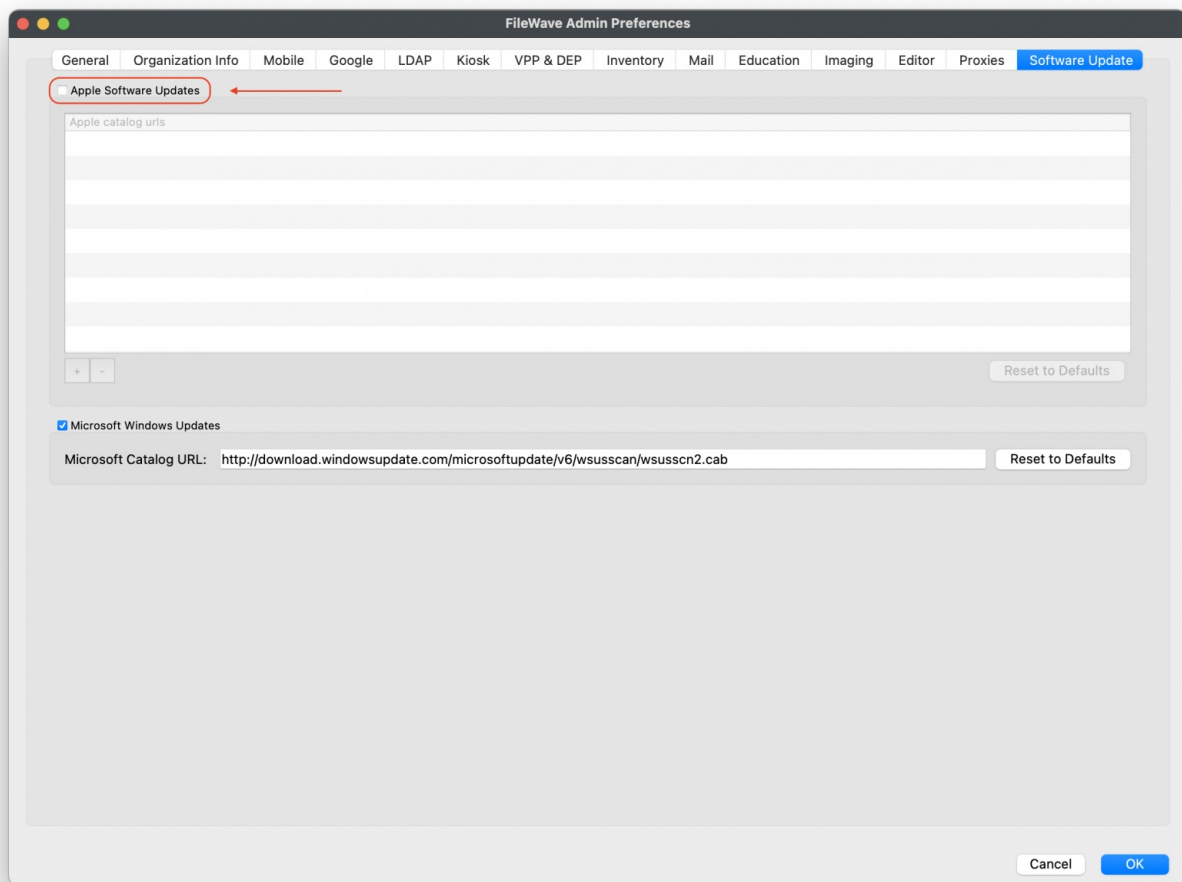 FileWave Admin Preferences
General Organization Info Mobile Google LDAP Kiosk VPP & DEP Inventory Mail Education Imaging Editor Proxies Software Update
Apple Software Updates
Apple catalog urls
+ - Reset to Defaults
Microsoft Windows Updates
Microsoft Catalog URL: http://download.windowsupdate.com/microsoftupdate/v6/wsusscan/wsusscn2.cab Reset to Defaults
Cancel OK